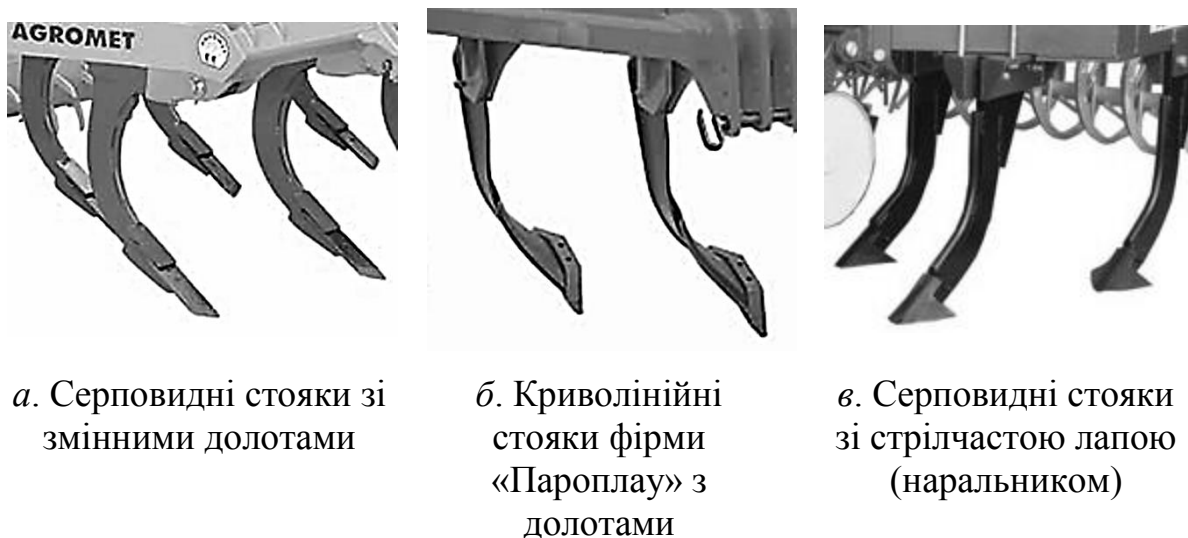 AGROMET
а. Серповидні стояки зі
змінними долотами
б. Криволінійні
стояки фірми
«Пароплау» з
долотами
в. Серповидні стояки
зі стрілчастою лапою
(наральником)